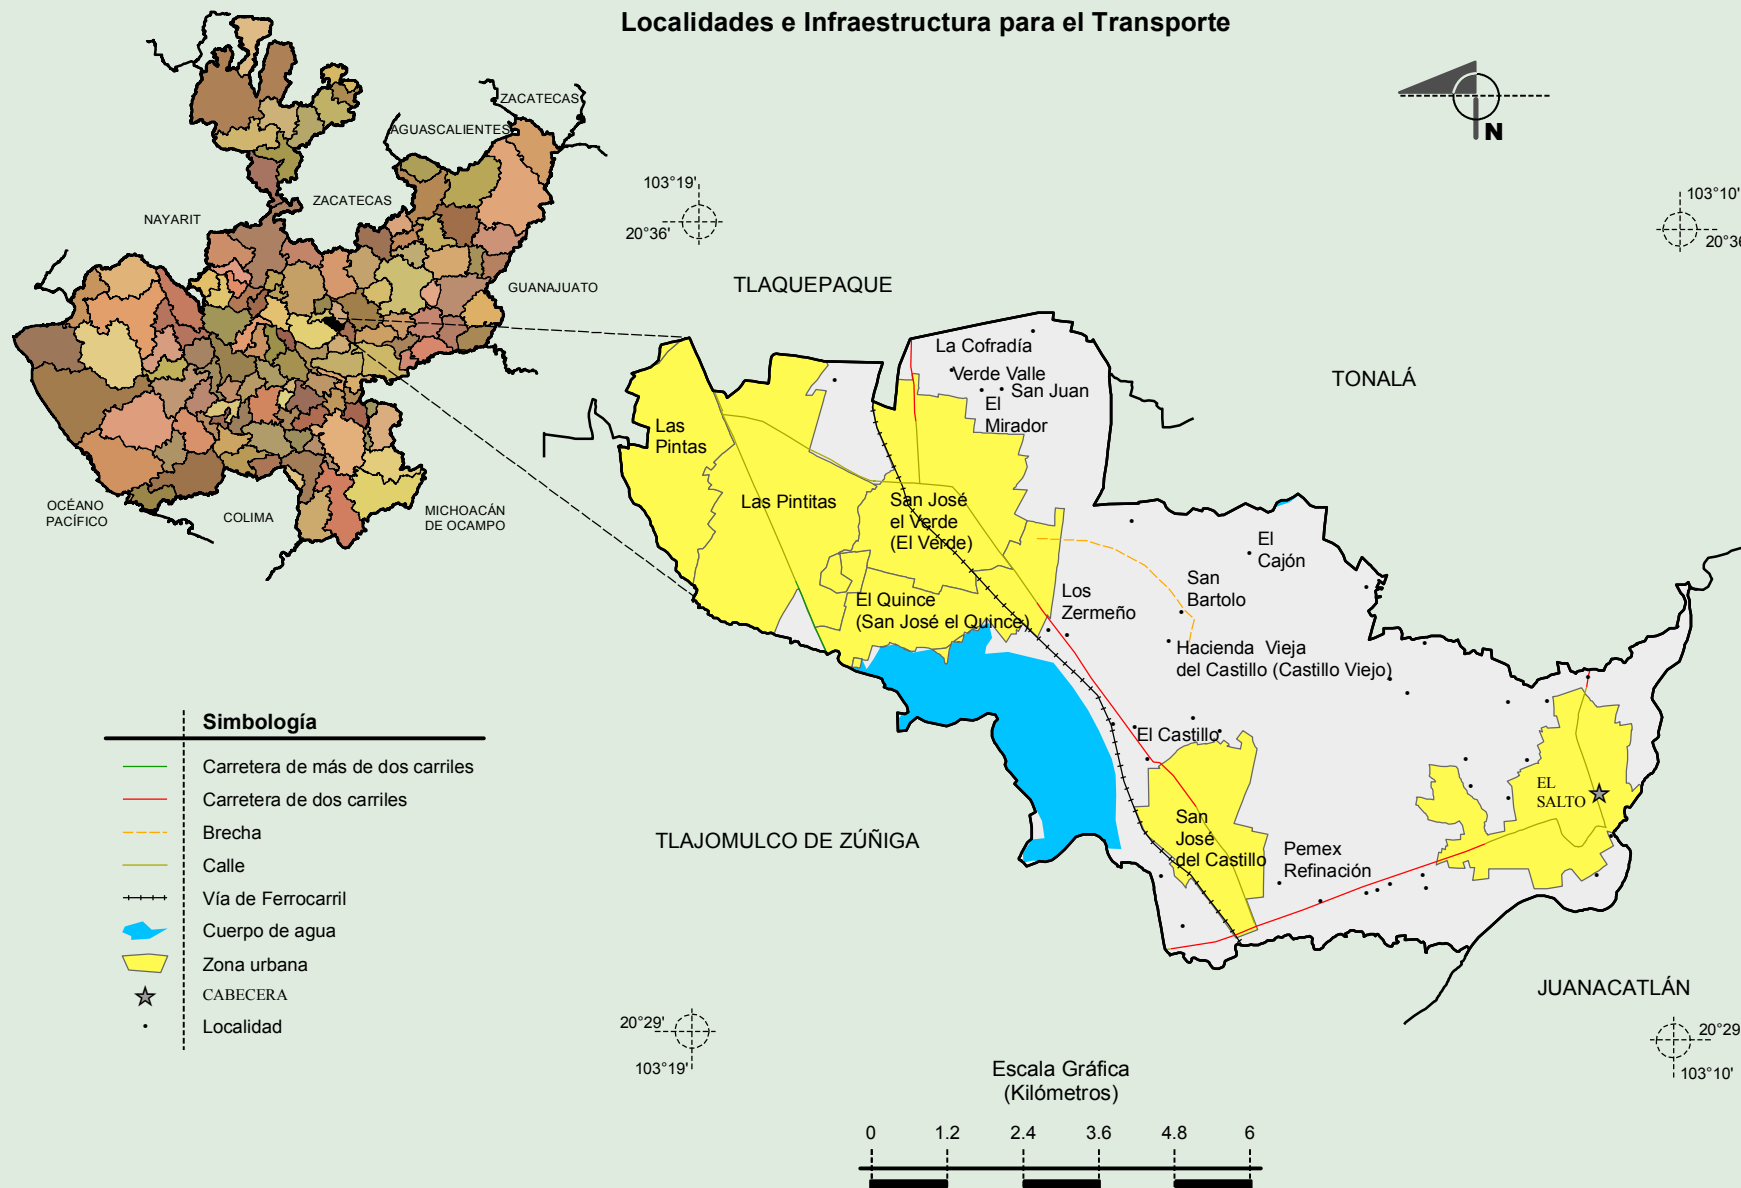 Localidades e Infraestructura para el Transporte
N
ZACATECAS
AGUASCALIENTES
ZACATECAS
NAYARIT
GUANAJUATO
OCÉANO
PACÍFICO
COLIMA
MICHOACÁN
DE OCAMPO
103°19'
20°36'
103°10'
20°36
TLAQUEPAQUE
TONALÁ
La Cofradía
Verde Valle
San Juan
El
Mirador
Las
Pintas
Las Pintitas
San José
el Verde
(El Verde)
El
Cajón
San
Bartolo
Los
Zermeño
El Quince
(San José el Quince)
Hacienda Vieja
del Castillo (Castillo Viejo)
El Castillo
EL
SALTO
San
José
del Castillo
Pemex
Refinación
TLAJOMULCO DE ZÚÑIGA
JUANACATLÁN
Simbología
Carretera de más de dos carriles
Carretera de dos carriles
Brecha
Calle
Vía de Ferrocarril
Cuerpo de agua
Zona urbana
CABECERA
Localidad
20°29'
103°19'
20°29
103°10'
Escala Gráfica
(Kilómetros)
0 1.2 2.4 3.6 4.8 6